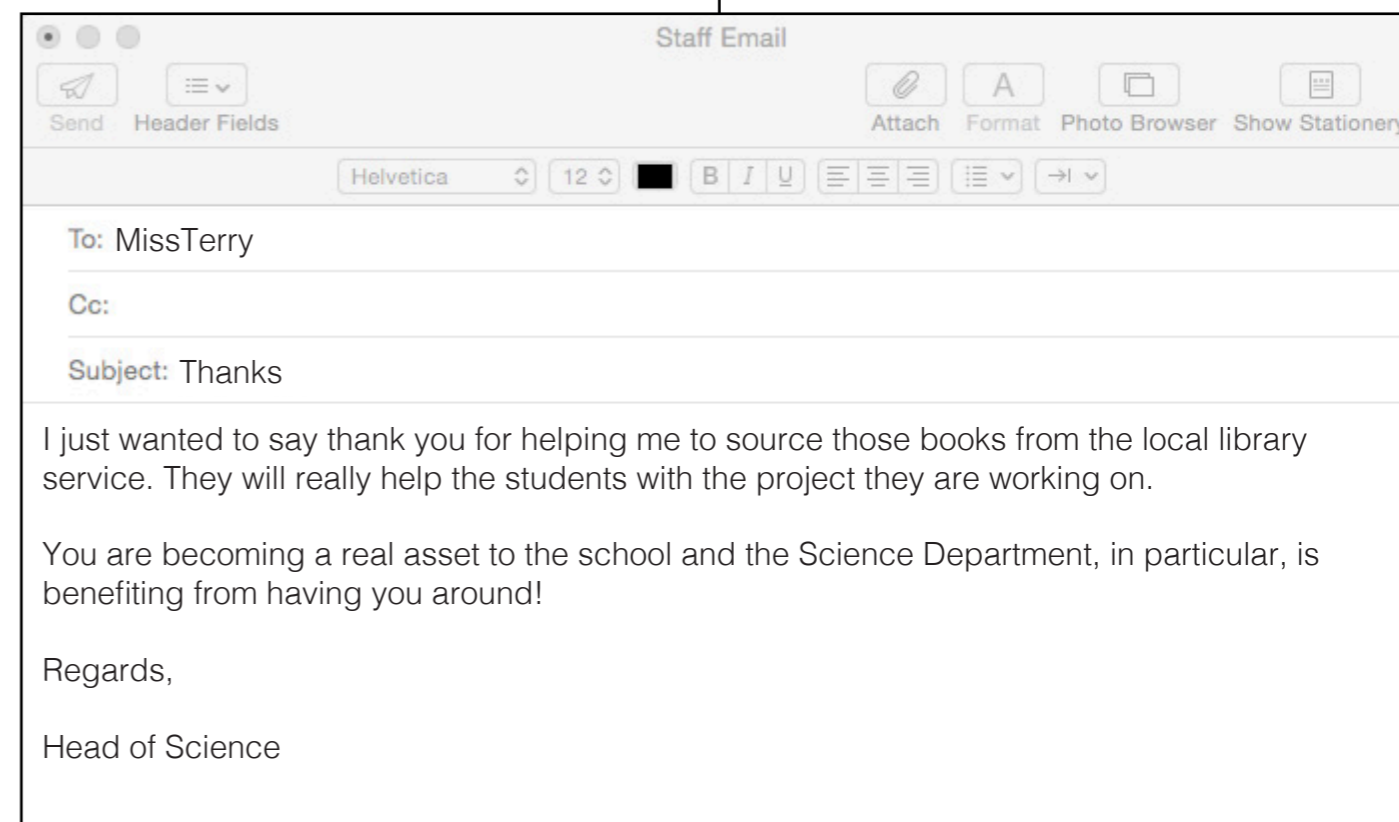 Staff Email
Send Header Fields Attach Format Photo Browser Show Stationery
Helvetica 12 B I U
To: MissTerry
Cc:
Subject: Thanks
I just wanted to say thank you for helping me to source those books from the local library
service. They will really help the students with the project they are working on.
You are becoming a real asset to the school and the Science Department, in particular, is
benefiting from having you around!
Regards,
Head of Science